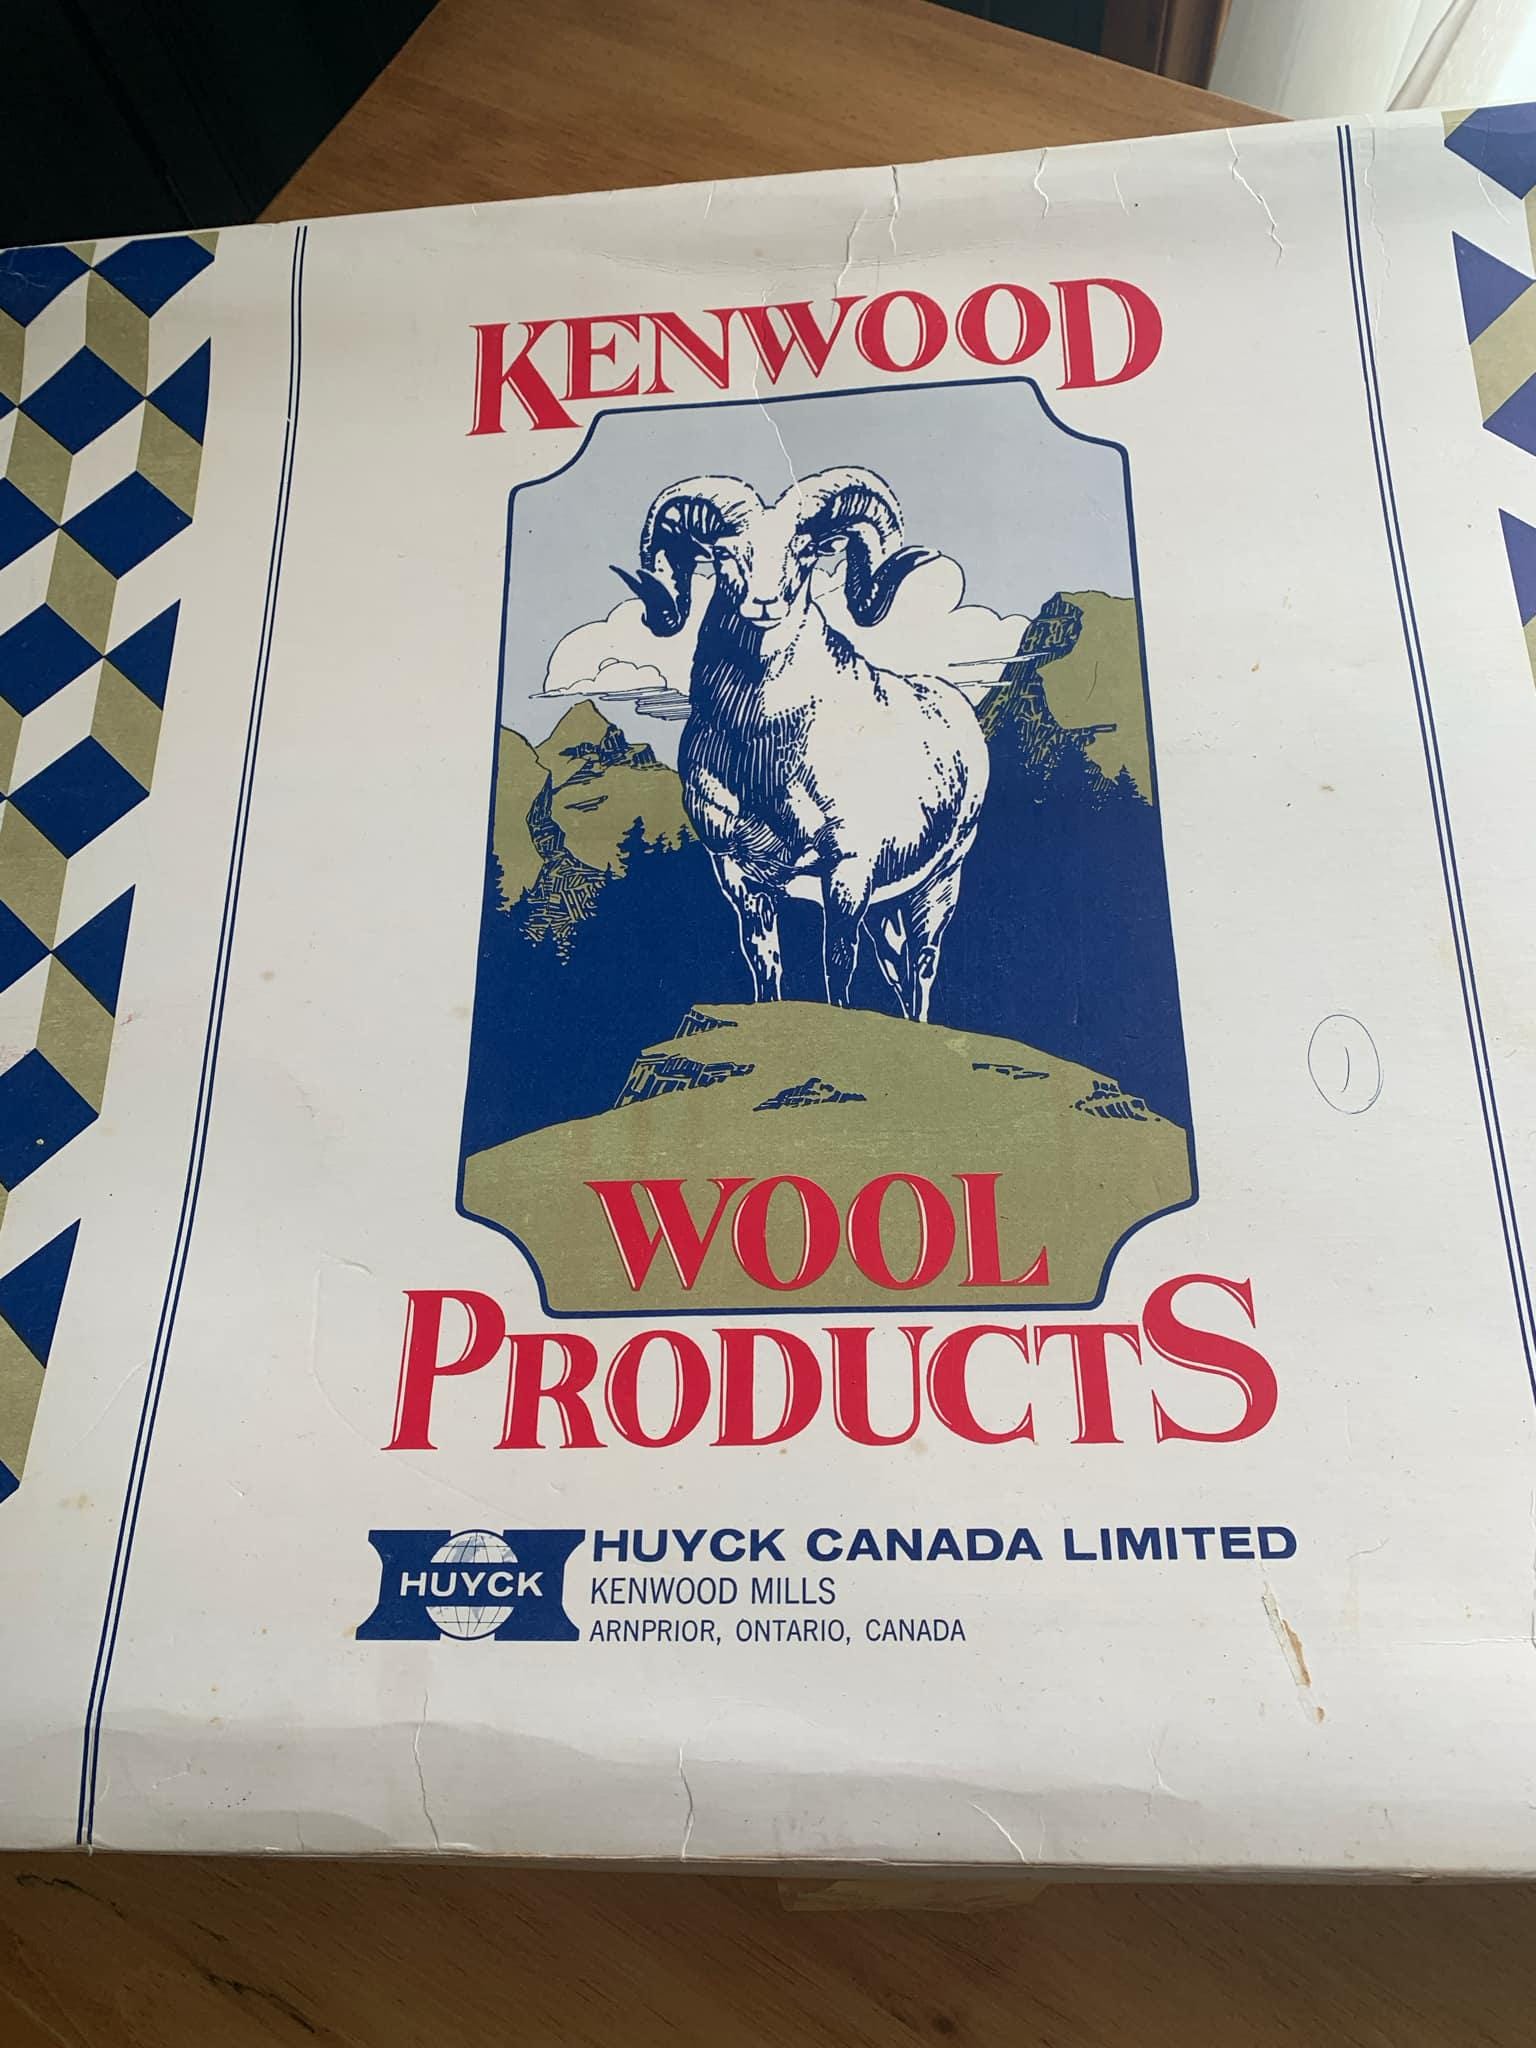 KENWOOD
WOOL
PRODUCTS
HUYCK
HUYCK CANADA LIMITED
KENWOOD MILLS
ARNPRIOR, ONTARIO, CANADA